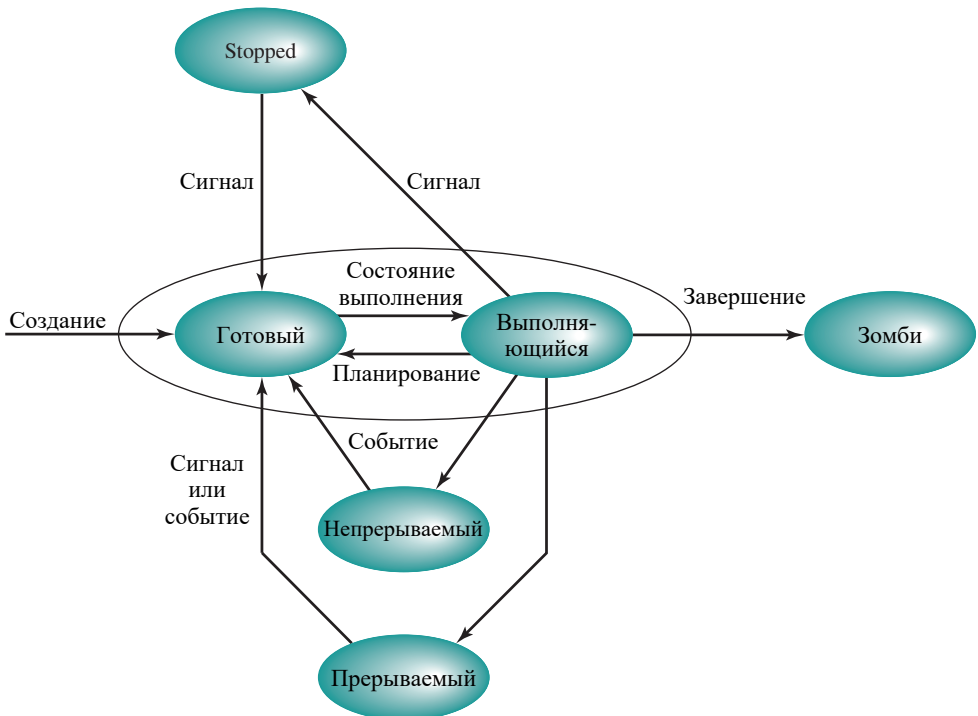 Stopped
Сигнал
Сигнал
Состояние
выполнения
Завершение
Создание
Готовый
Выполня-
ющийся
Зомби
Планирование
Событие
Сигнал
или
событие
Непрерываемый
Прерываемый